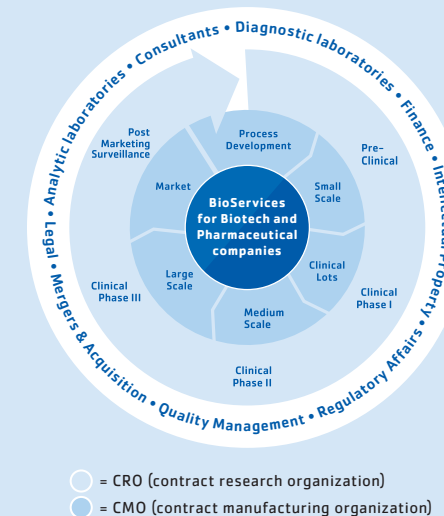 Analytic laboratories • Consultants • Diagnostic laboratories • Finance • Intellectual Property • Regulatory Affairs • Quality Management • Mergers & Acquisition • Legal •
Post
Marketing
Surveillance
Pre-
Clinical
Clinical
Phase I
Clinical
Phase II
Clinical
Phase III
Process
Development
Small
Scale
Clinical
Lots
Medium
Scale
Large
Scale
Market
BioServices
for Biotech and
Pharmaceutical
companies
= CRO (contract research organization)
= CMO (contract manufacturing organization)